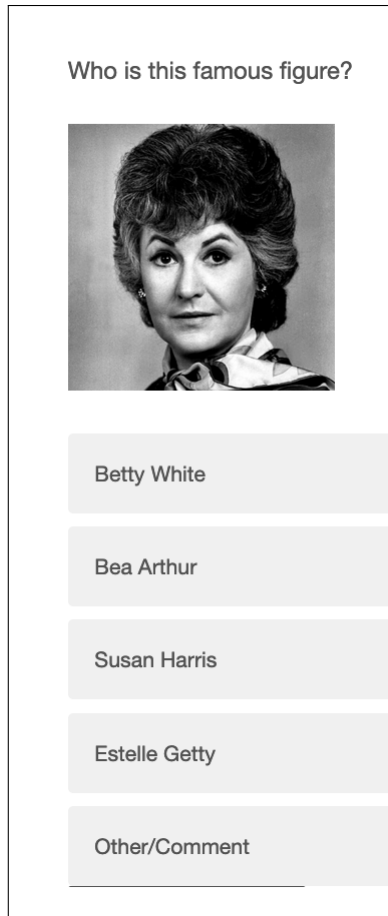 Who is this famous figure?
Betty White
Bea Arthur
Susan Harris
Estelle Getty
Other/Comment